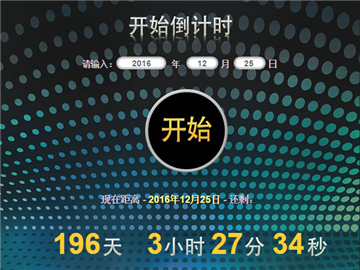 开始倒计时
请输入： 2016 年 12 月 25 日
开始
现在距离 - 2016年12月25日 - 还剩：
196天 3小时 27分 34秒